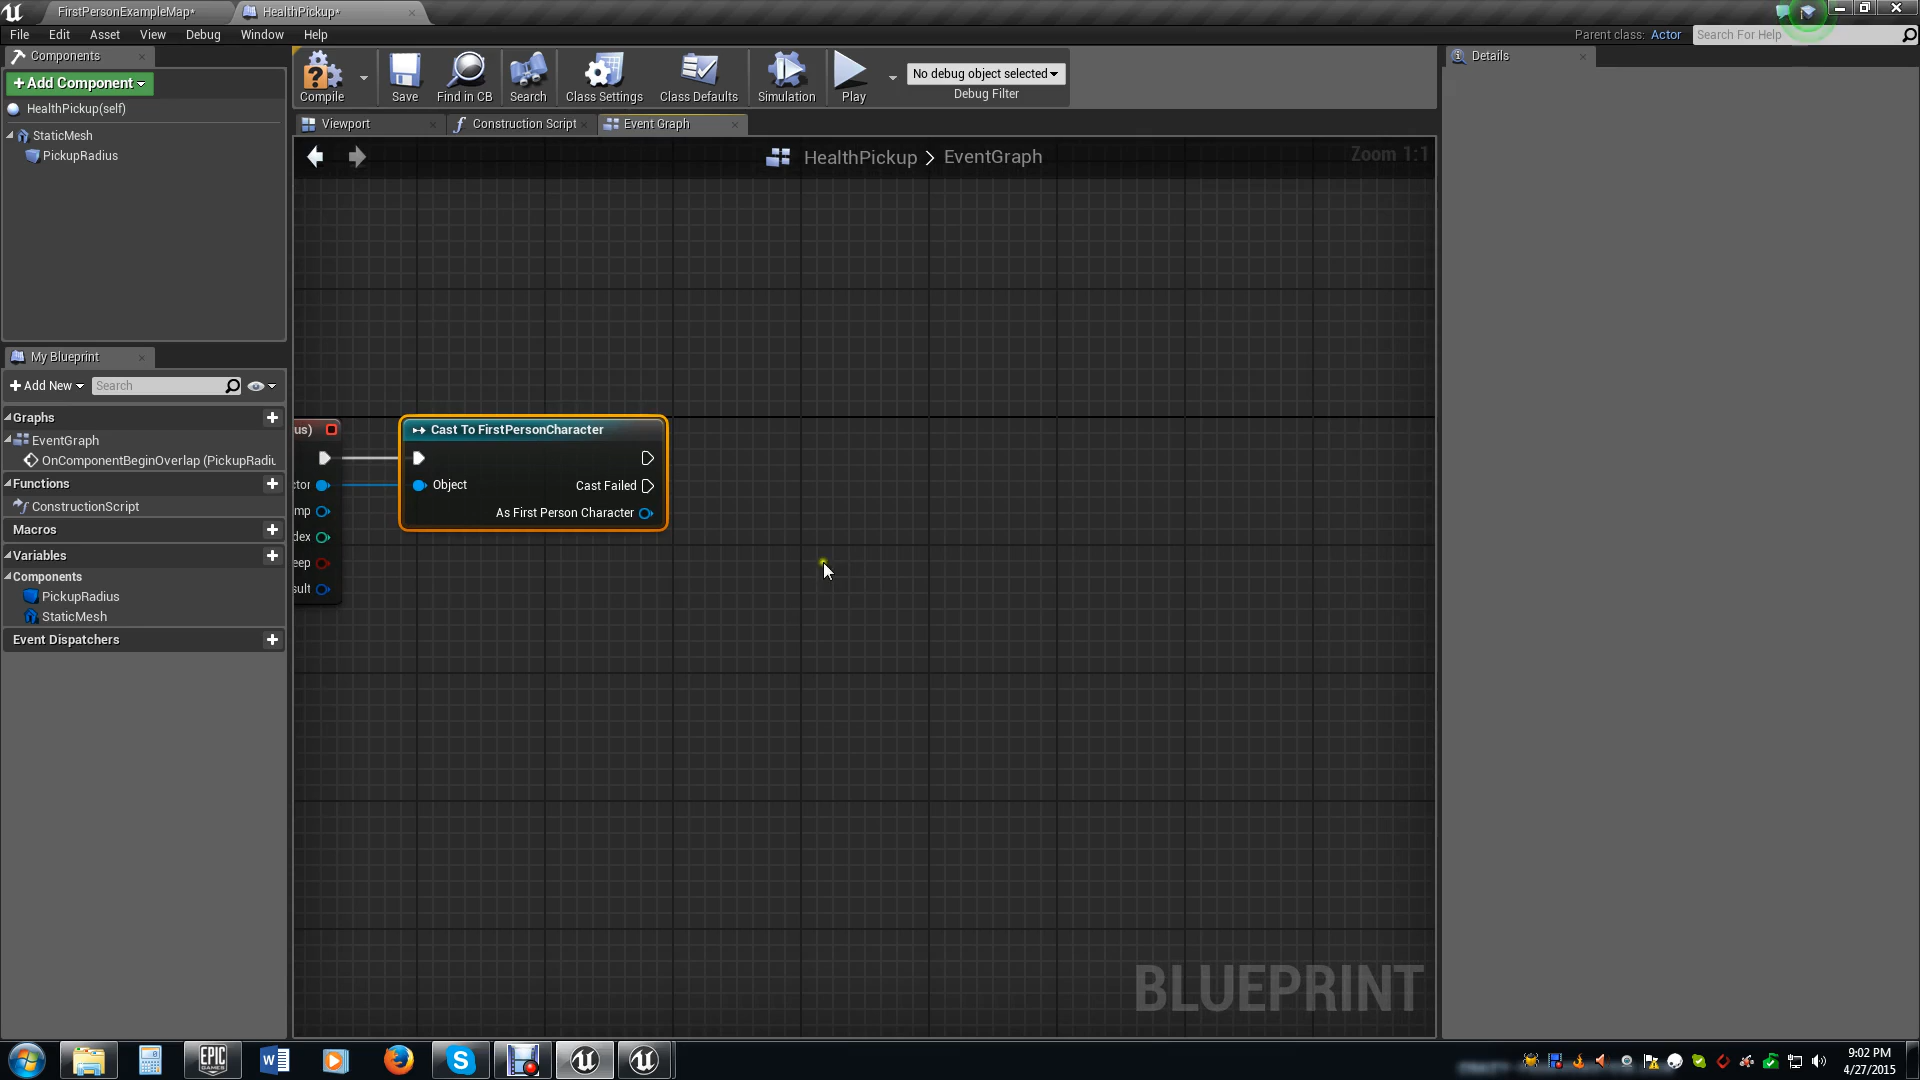 FirstPersonExampleMap*
HealthPickup*
File Edit Asset View Debug Window Help
Parent class: Actor
Search For Help
Components
+Add Component
HealthPickup(self)
StaticMesh
PickupRadius
Compile
Save
Find in CB
Search
Class Settings
Class Defaults
Simulation
Play
No debug object selected
Debug Filter
Details
Viewport
Construction Script
Event Graph
HealthPickup > EventGraph
Zoom 1:1
My Blueprint
+Add New
Search
Graphs
EventGraph
OnComponentBeginOverlap (PickupRadiu
Functions
ConstructionScript
Macros
Variables
Components
PickupRadius
StaticMesh
Event Dispatchers
us)
tor
mp
dex
eep
sult
Cast To FirstPersonCharacter
Object
Cast Failed
As First Person Character
BLUEPRINT
EPIC
GAMES
9:02 PM
4/27/2015